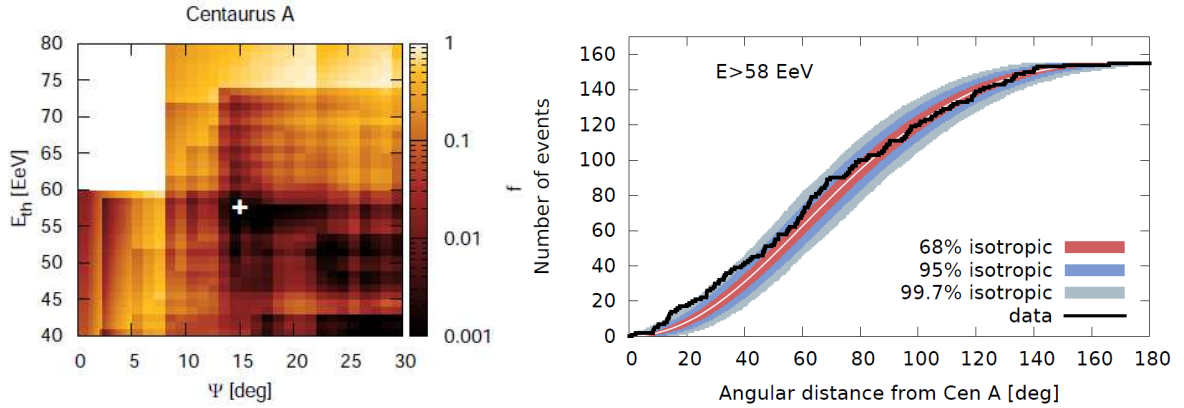 Centaurus A
80
75
70
65
60
55
50
45
40
E_th [EeV]
0 5 10 15 20 25 30
Ψ [deg]
1
0.1
0.01
0.001
f
160
140
120
100
80
60
40
20
0
Number of events
E>58 EeV
68% isotropic
95% isotropic
99.7% isotropic
data
0 20 40 60 80 100 120 140 160 180
Angular distance from Cen A [deg]